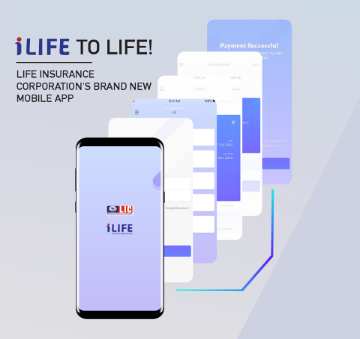 iLIFE TO LIFE!
LIFE INSURANCE
CORPORATION'S BRAND NEW
MOBILE APP
Payment Successful
LIC
iLIFE